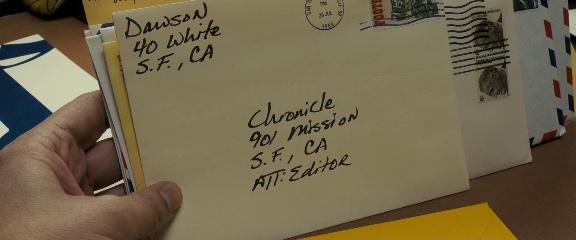 Dawson
40 White
S.F., CA
Chronicle
901 Mission
S.F., CA
ATT: Editor